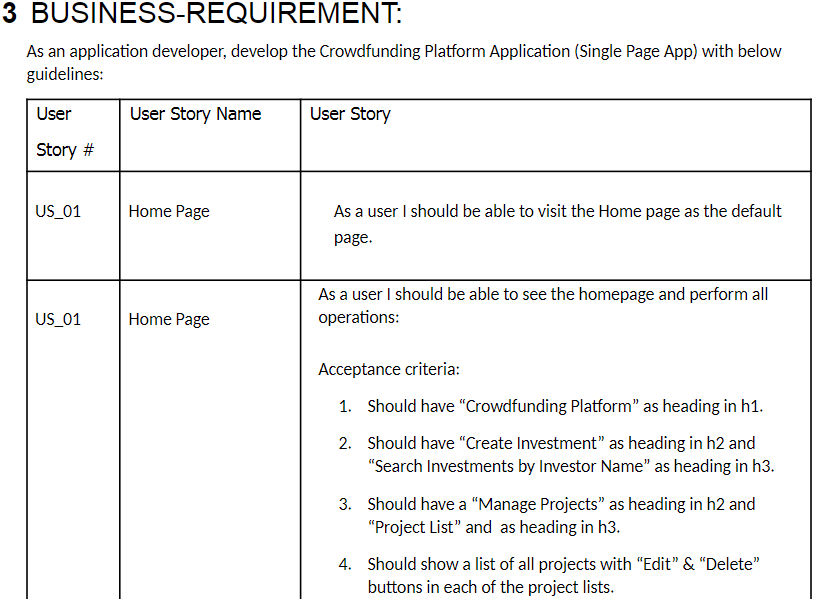 3 BUSINESS-REQUIREMENT:
As an application developer, develop the Crowdfunding Platform Application (Single Page App) with below
guidelines:
User
Story #
User Story Name
User Story
US_01
Home Page
As a user I should be able to visit the Home page as the default
page.
US_01
Home Page
As a user I should be able to see the homepage and perform all
operations:
Acceptance criteria:
1. Should have “Crowdfunding Platform” as heading in h1.
2. Should have “Create Investment” as heading in h2 and
“Search Investments by Investor Name” as heading in h3.
3. Should have a “Manage Projects” as heading in h2 and
“Project List” and as heading in h3.
4. Should show a list of all projects with “Edit” & “Delete”
buttons in each of the project lists.